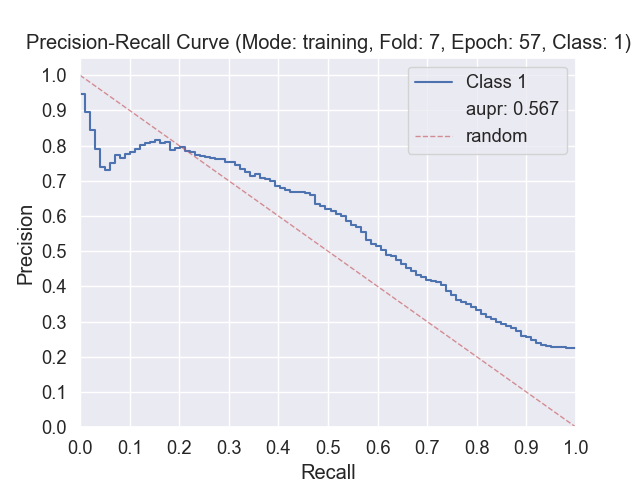 Precision-Recall Curve (Mode: training, Fold: 7, Epoch: 57, Class: 1)
Class 1
aupr: 0.567
random
Precision
1.0
0.9
0.8
0.7
0.6
0.5
0.4
0.3
0.2
0.1
0.0
0.0 0.1 0.2 0.3 0.4 0.5 0.6 0.7 0.8 0.9 1.0
Recall